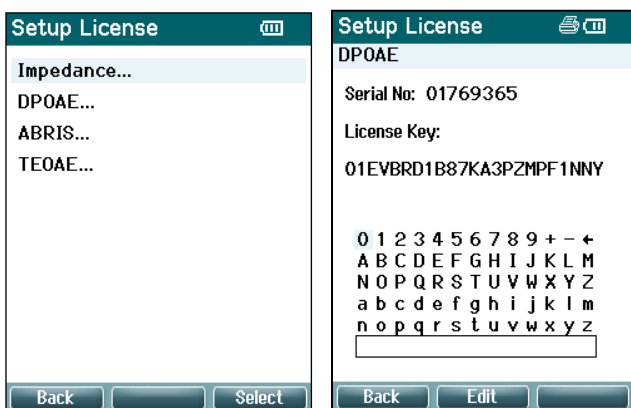 Setup License
Impedance...
DPOAE...
ABRIS...
TEOAE...
Back
Select
Setup License
DPOAE
Serial No: 01769365
License Key:
01EVBRD1B87KA3PZMPF1NNY
0 1 2 3 4 5 6 7 8 9 + - ←
A B C D E F G H I J K L M
N O P Q R S T U V W X Y Z
a b c d e f g h i j k l m
n o p q r s t u v w x y z
Back
Edit